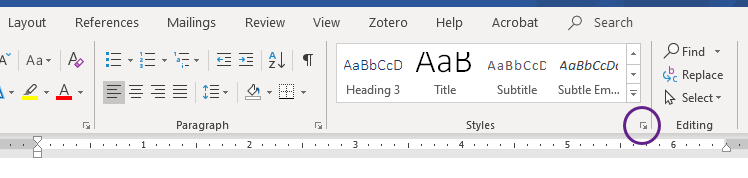 Layout References Mailings Review View Zotero Help Acrobat
Aa
AaBbCcD AaB AaBbCcD AaBbCcDc
Heading 3 Title Subtitle Subtle Em...
Find
Replace
Select
Paragraph Styles Editing
1 2 3 4 5 6